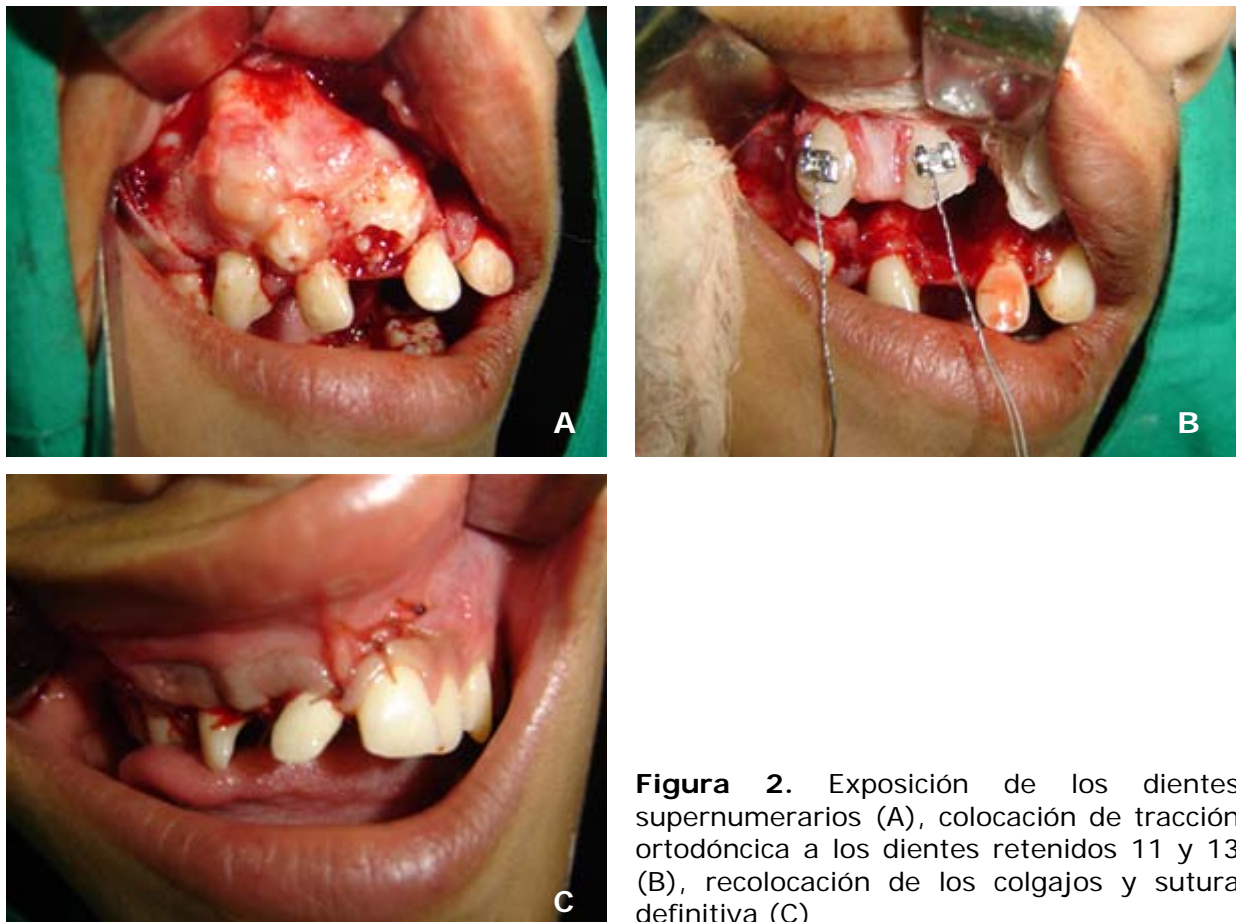 A
B
C
Figura 2. Exposición de los dientes
supernumerarios (A), colocación de tracción
ortodóncica a los dientes retenidos 11 y 13
(B), recolocación de los colgajos y sutura
definitiva (C)